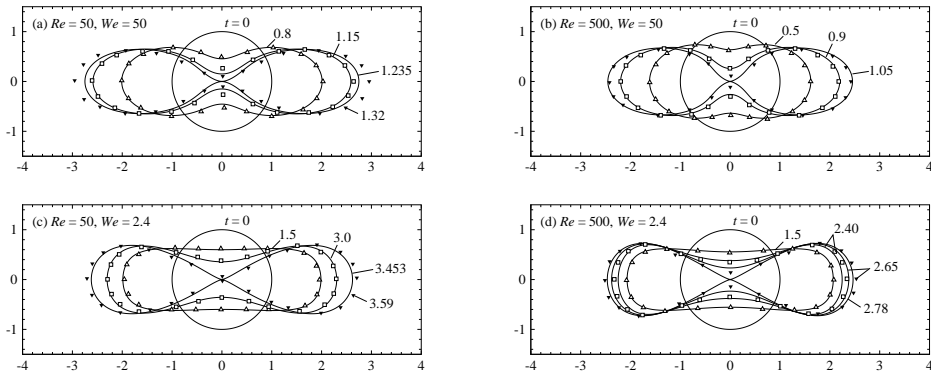 (a) Re = 50, We = 50
t = 0
0.8
1.15
1.235
1.32
1
0
-1
-4 -3 -2 -1 0 1 2 3 4
(b) Re = 500, We = 50
t = 0
0.5
0.9
1.05
1
0
-1
-4 -3 -2 -1 0 1 2 3 4
(c) Re = 50, We = 2.4
t = 0
1.5
3.0
3.453
3.59
1
0
-1
-4 -3 -2 -1 0 1 2 3 4
(d) Re = 500, We = 2.4
t = 0
1.5
2.40
2.65
2.78
1
0
-1
-4 -3 -2 -1 0 1 2 3 4